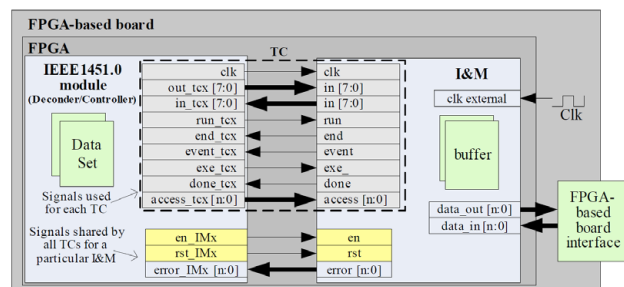 FPGA-based board
FPGA
TC
IEEE1451.0
module
(Decoder/Controller)
Data
Set
Signals used
for each TC
Signals shared by
all TCs for a
particular I&M
clk
out_tcx [7:0]
in_tcx [7:0]
run_tcx
end_tcx
event_tcx
exe_tcx
done_tcx
access_tcx [n:0]
en_IMx
rst_IMx
error_IMx [n:0]
clk
in [7:0]
in [7:0]
run
end
event
exe_
done
access [n:0]
en
rst
error [n:0]
I&M
clk external
buffer
data_out [n:0]
data_in [n:0]
Clk
FPGA-
based
board
interface